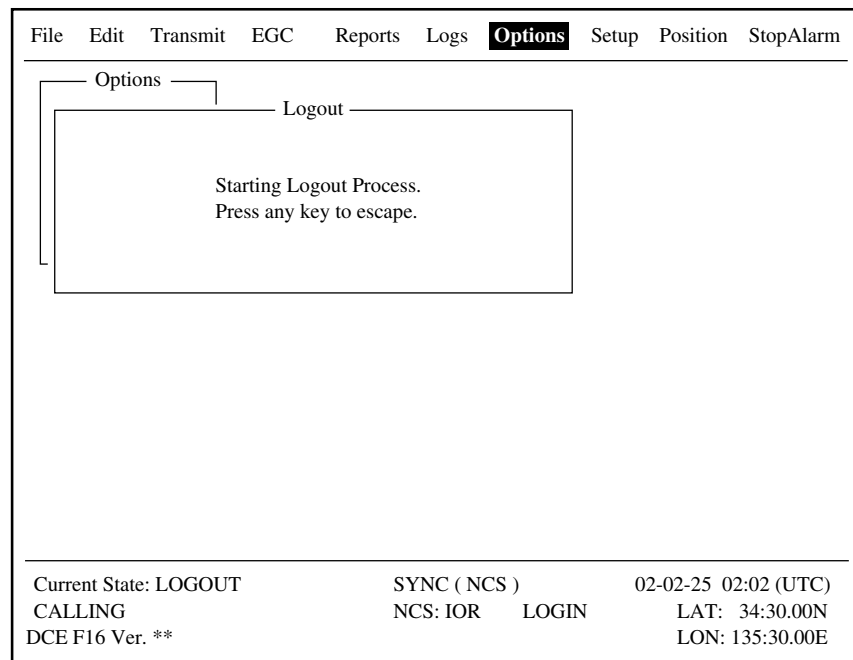 File Edit Transmit EGC Reports Logs Options Setup Position StopAlarm
Options
Logout
Starting Logout Process.
Press any key to escape.
Current State: LOGOUT SYNC ( NCS ) 02-02-25 02:02 (UTC)
CALLING NCS: IOR LOGIN LAT: 34:30.00N
DCE F16 Ver. ** LON: 135:30.00E